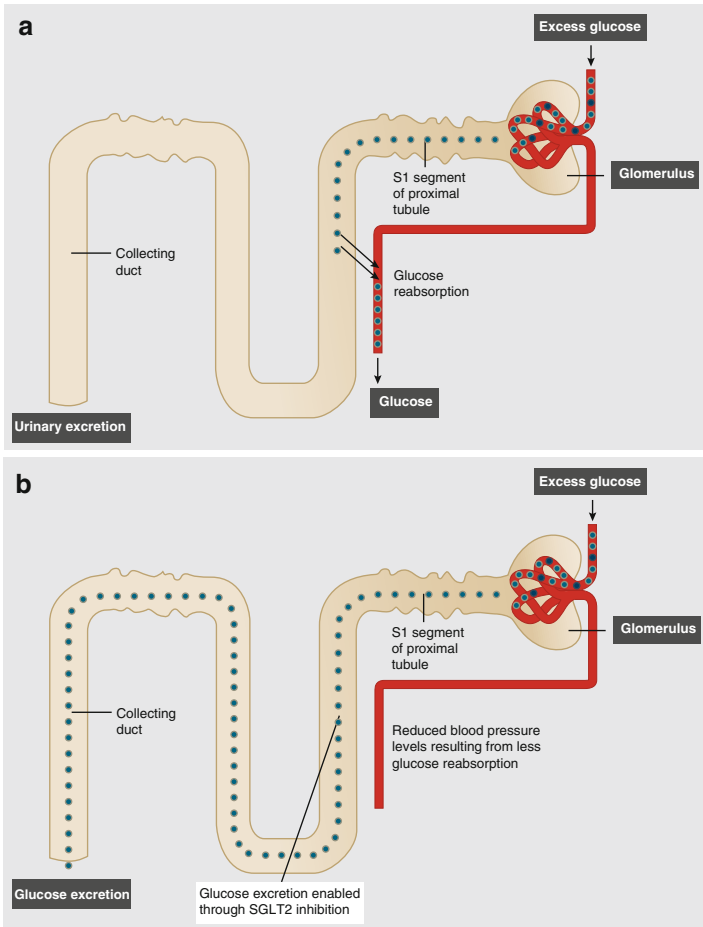 a
Excess glucose
S1 segment
of proximal
tubule
Glomerulus
Collecting
duct
Glucose
reabsorption
Glucose
Urinary excretion
b
Excess glucose
S1 segment
of proximal
tubule
Glomerulus
Collecting
duct
Reduced blood pressure
levels resulting from less
glucose reabsorption
Glucose excretion
Glucose excretion enabled
through SGLT2 inhibition